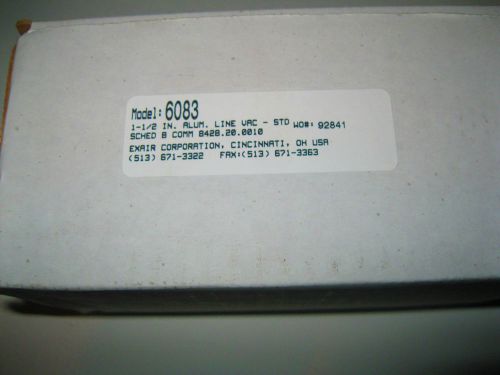 Model: 6083
1-1/2 IN. ALUM. LINE VAC - STD WO#: 92841
SCHED B COMM 8428.20.0010
EXAIR CORPORATION, CINCINNATI, OH USA
(513) 671-3322 FAX:(513) 671-3363